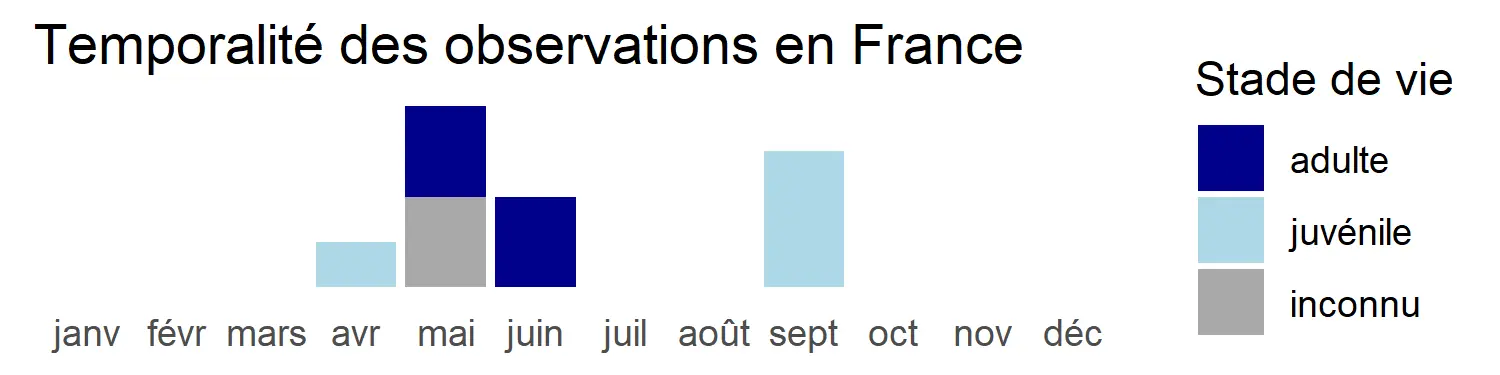 Temporalité des observations en France
janv févr mars avr mai juin juil août sept oct nov déc
Stade de vie
adulte
juvénile
inconnu